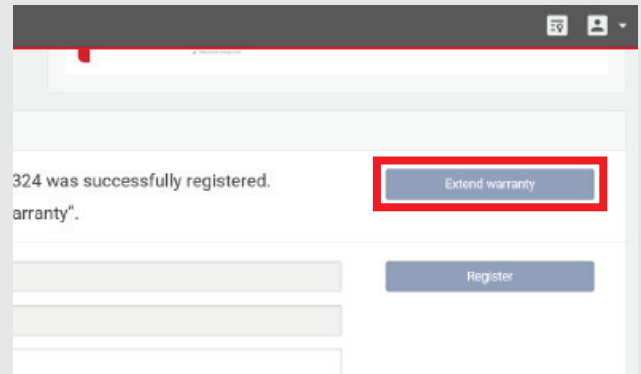 324 was successfully registered.
Extend warranty
arranty".
Register